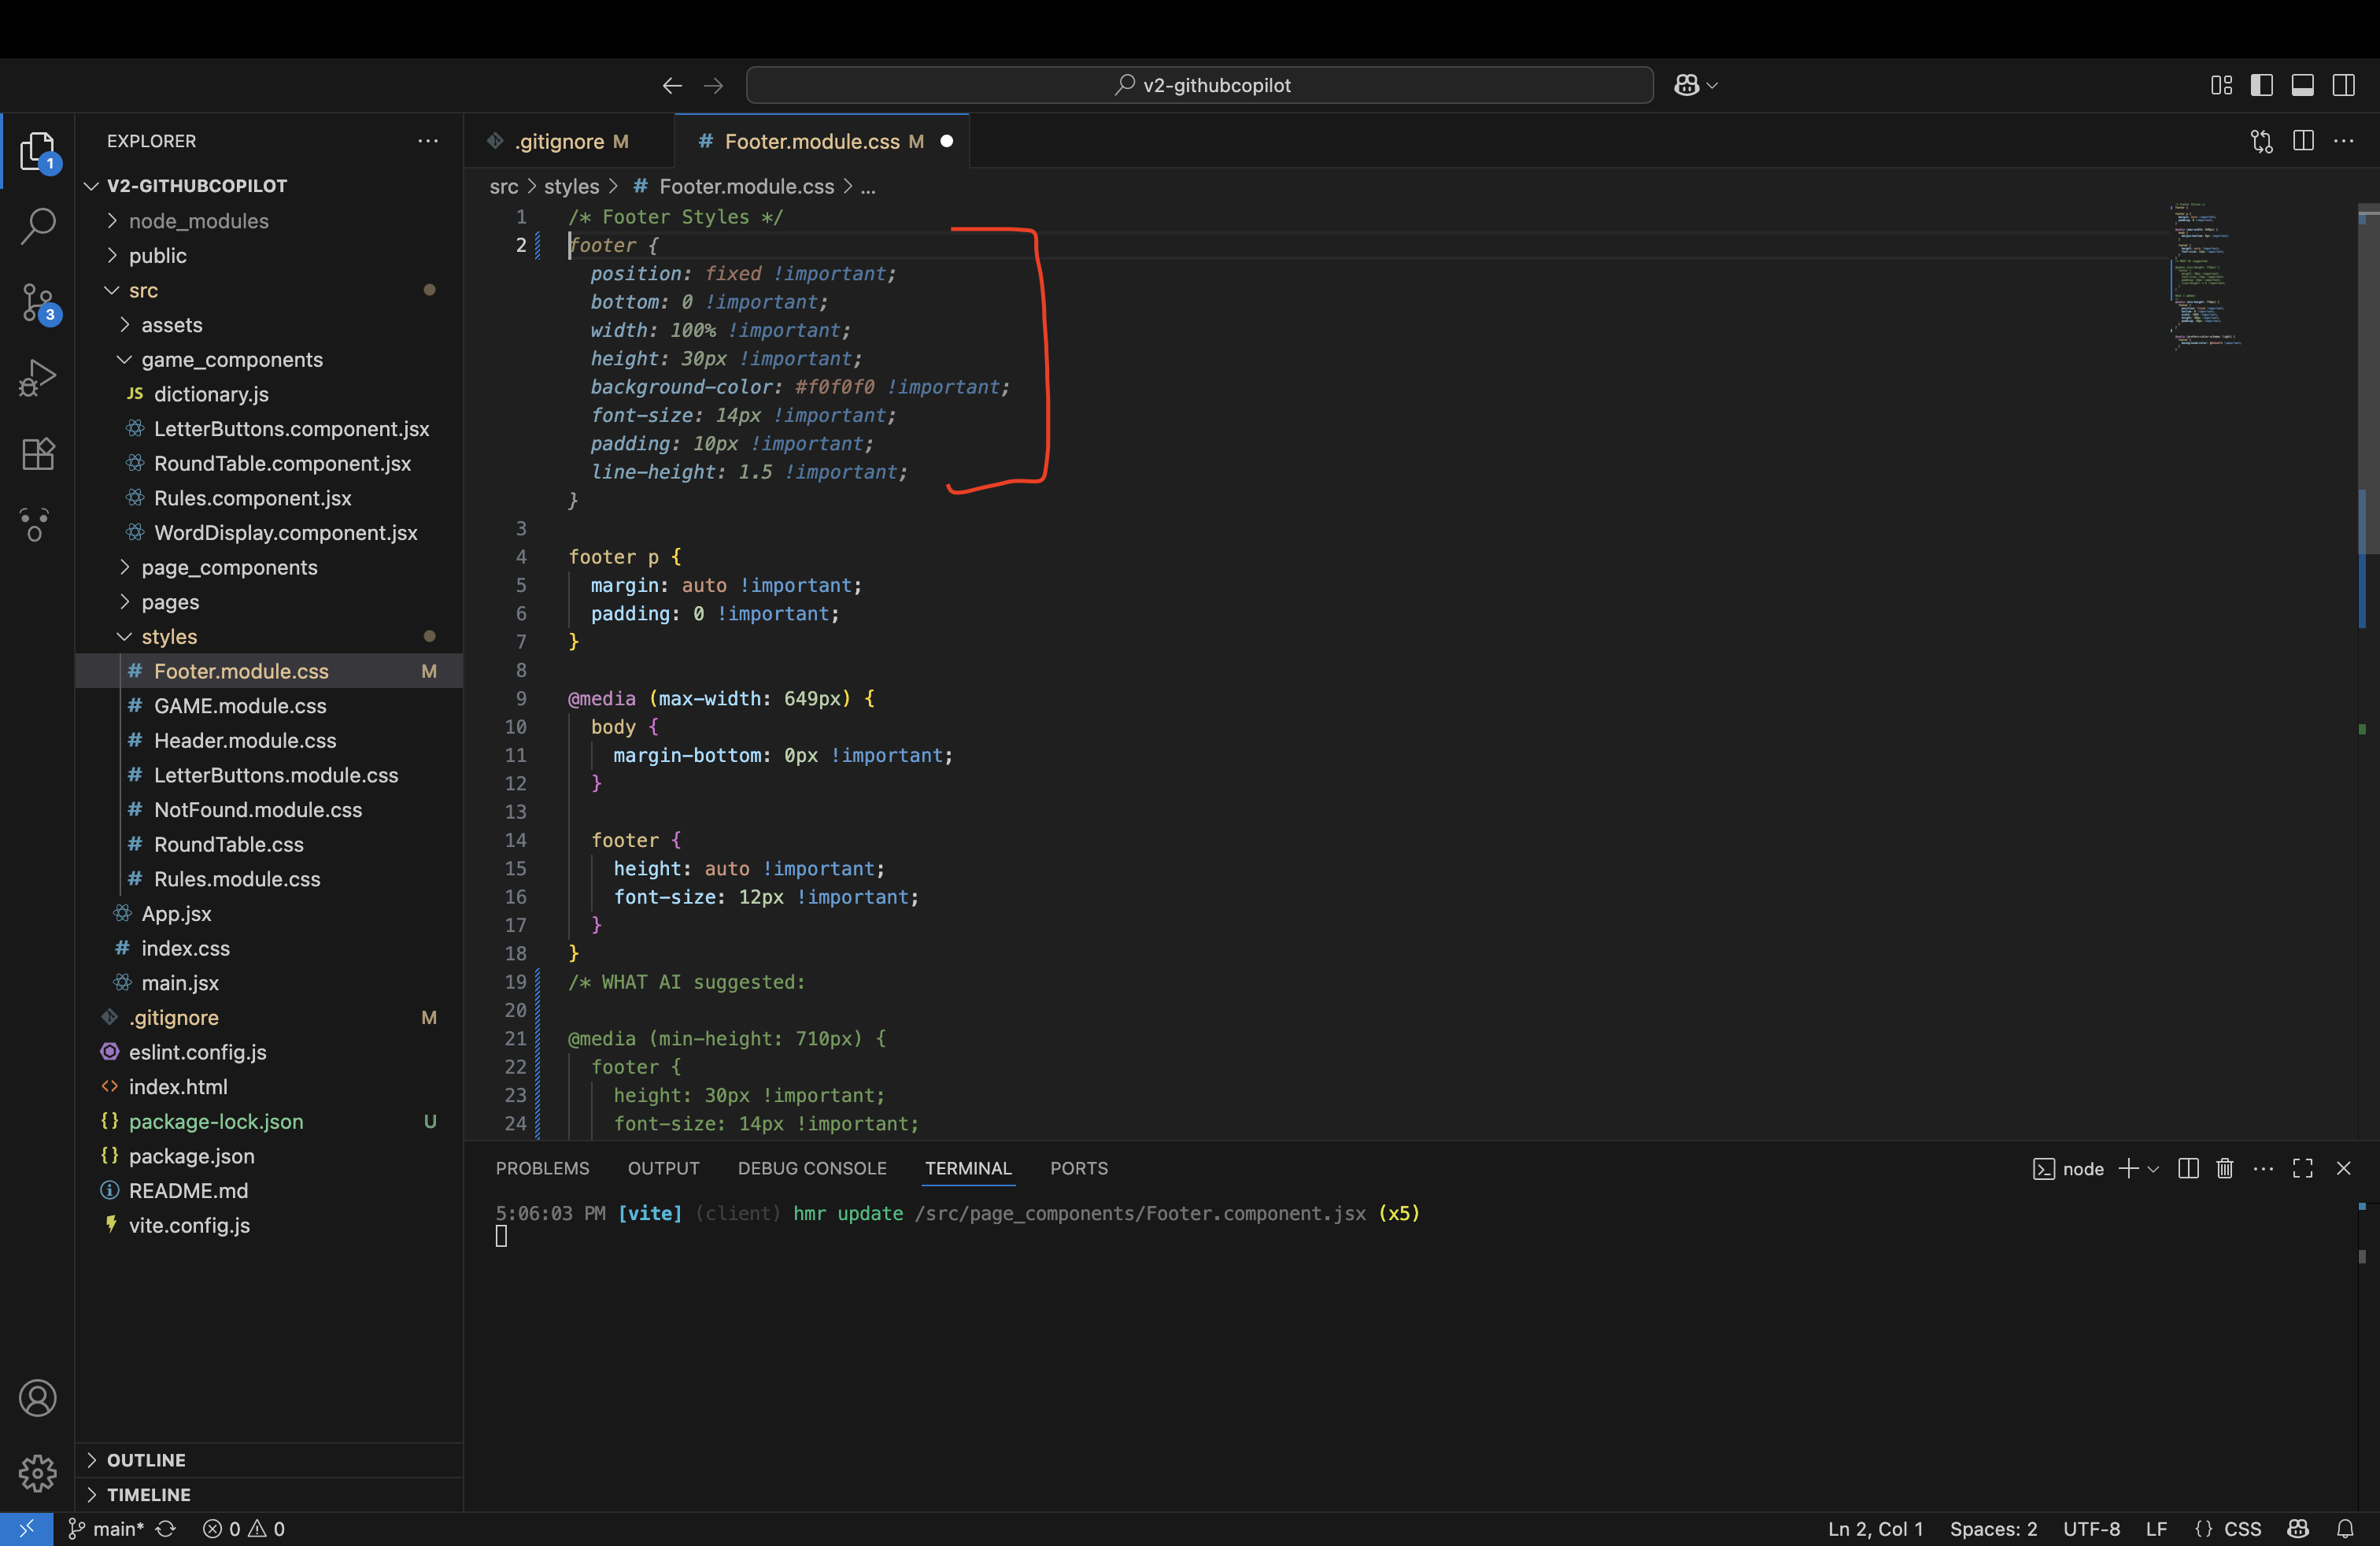 v2-githubcopilot
EXPLORER
.gitignore M
# Footer.module.css M
1
V2-GITHUBCOPILOT
src > styles > # Footer.module.css > ...
node_modules
public
src
assets
game_components
JS dictionary.js
LetterButtons.component.jsx
RoundTable.component.jsx
Rules.component.jsx
WordDisplay.component.jsx
page_components
pages
styles
# Footer.module.css M
# GAME.module.css
# Header.module.css
# LetterButtons.module.css
# NotFound.module.css
# RoundTable.css
# Rules.module.css
App.jsx
# index.css
main.jsx
.gitignore M
eslint.config.js
<> index.html
{} package-lock.json U
{} package.json
README.md
vite.config.js
OUTLINE
TIMELINE
3
1 /* Footer Styles */
2 footer {
position: fixed !important;
bottom: 0 !important;
width: 100% !important;
height: 30px !important;
background-color: #f0f0f0 !important;
font-size: 14px !important;
padding: 10px !important;
line-height: 1.5 !important;
}
3
4 footer p {
5 margin: auto !important;
6 padding: 0 !important;
7 }
8
9 @media (max-width: 649px) {
10 body {
11 margin-bottom: 0px !important;
12 }
13
14 footer {
15 height: auto !important;
16 font-size: 12px !important;
17 }
18 }
19 /* WHAT AI suggested:
20
21 @media (min-height: 710px) {
22 footer {
23 height: 30px !important;
24 font-size: 14px !important;
PROBLEMS OUTPUT DEBUG CONSOLE TERMINAL PORTS
node
5:06:03 PM [vite] (client) hmr update /src/page_components/Footer.component.jsx (x5)
main* 0 0
Ln 2, Col 1 Spaces: 2 UTF-8 LF {} CSS